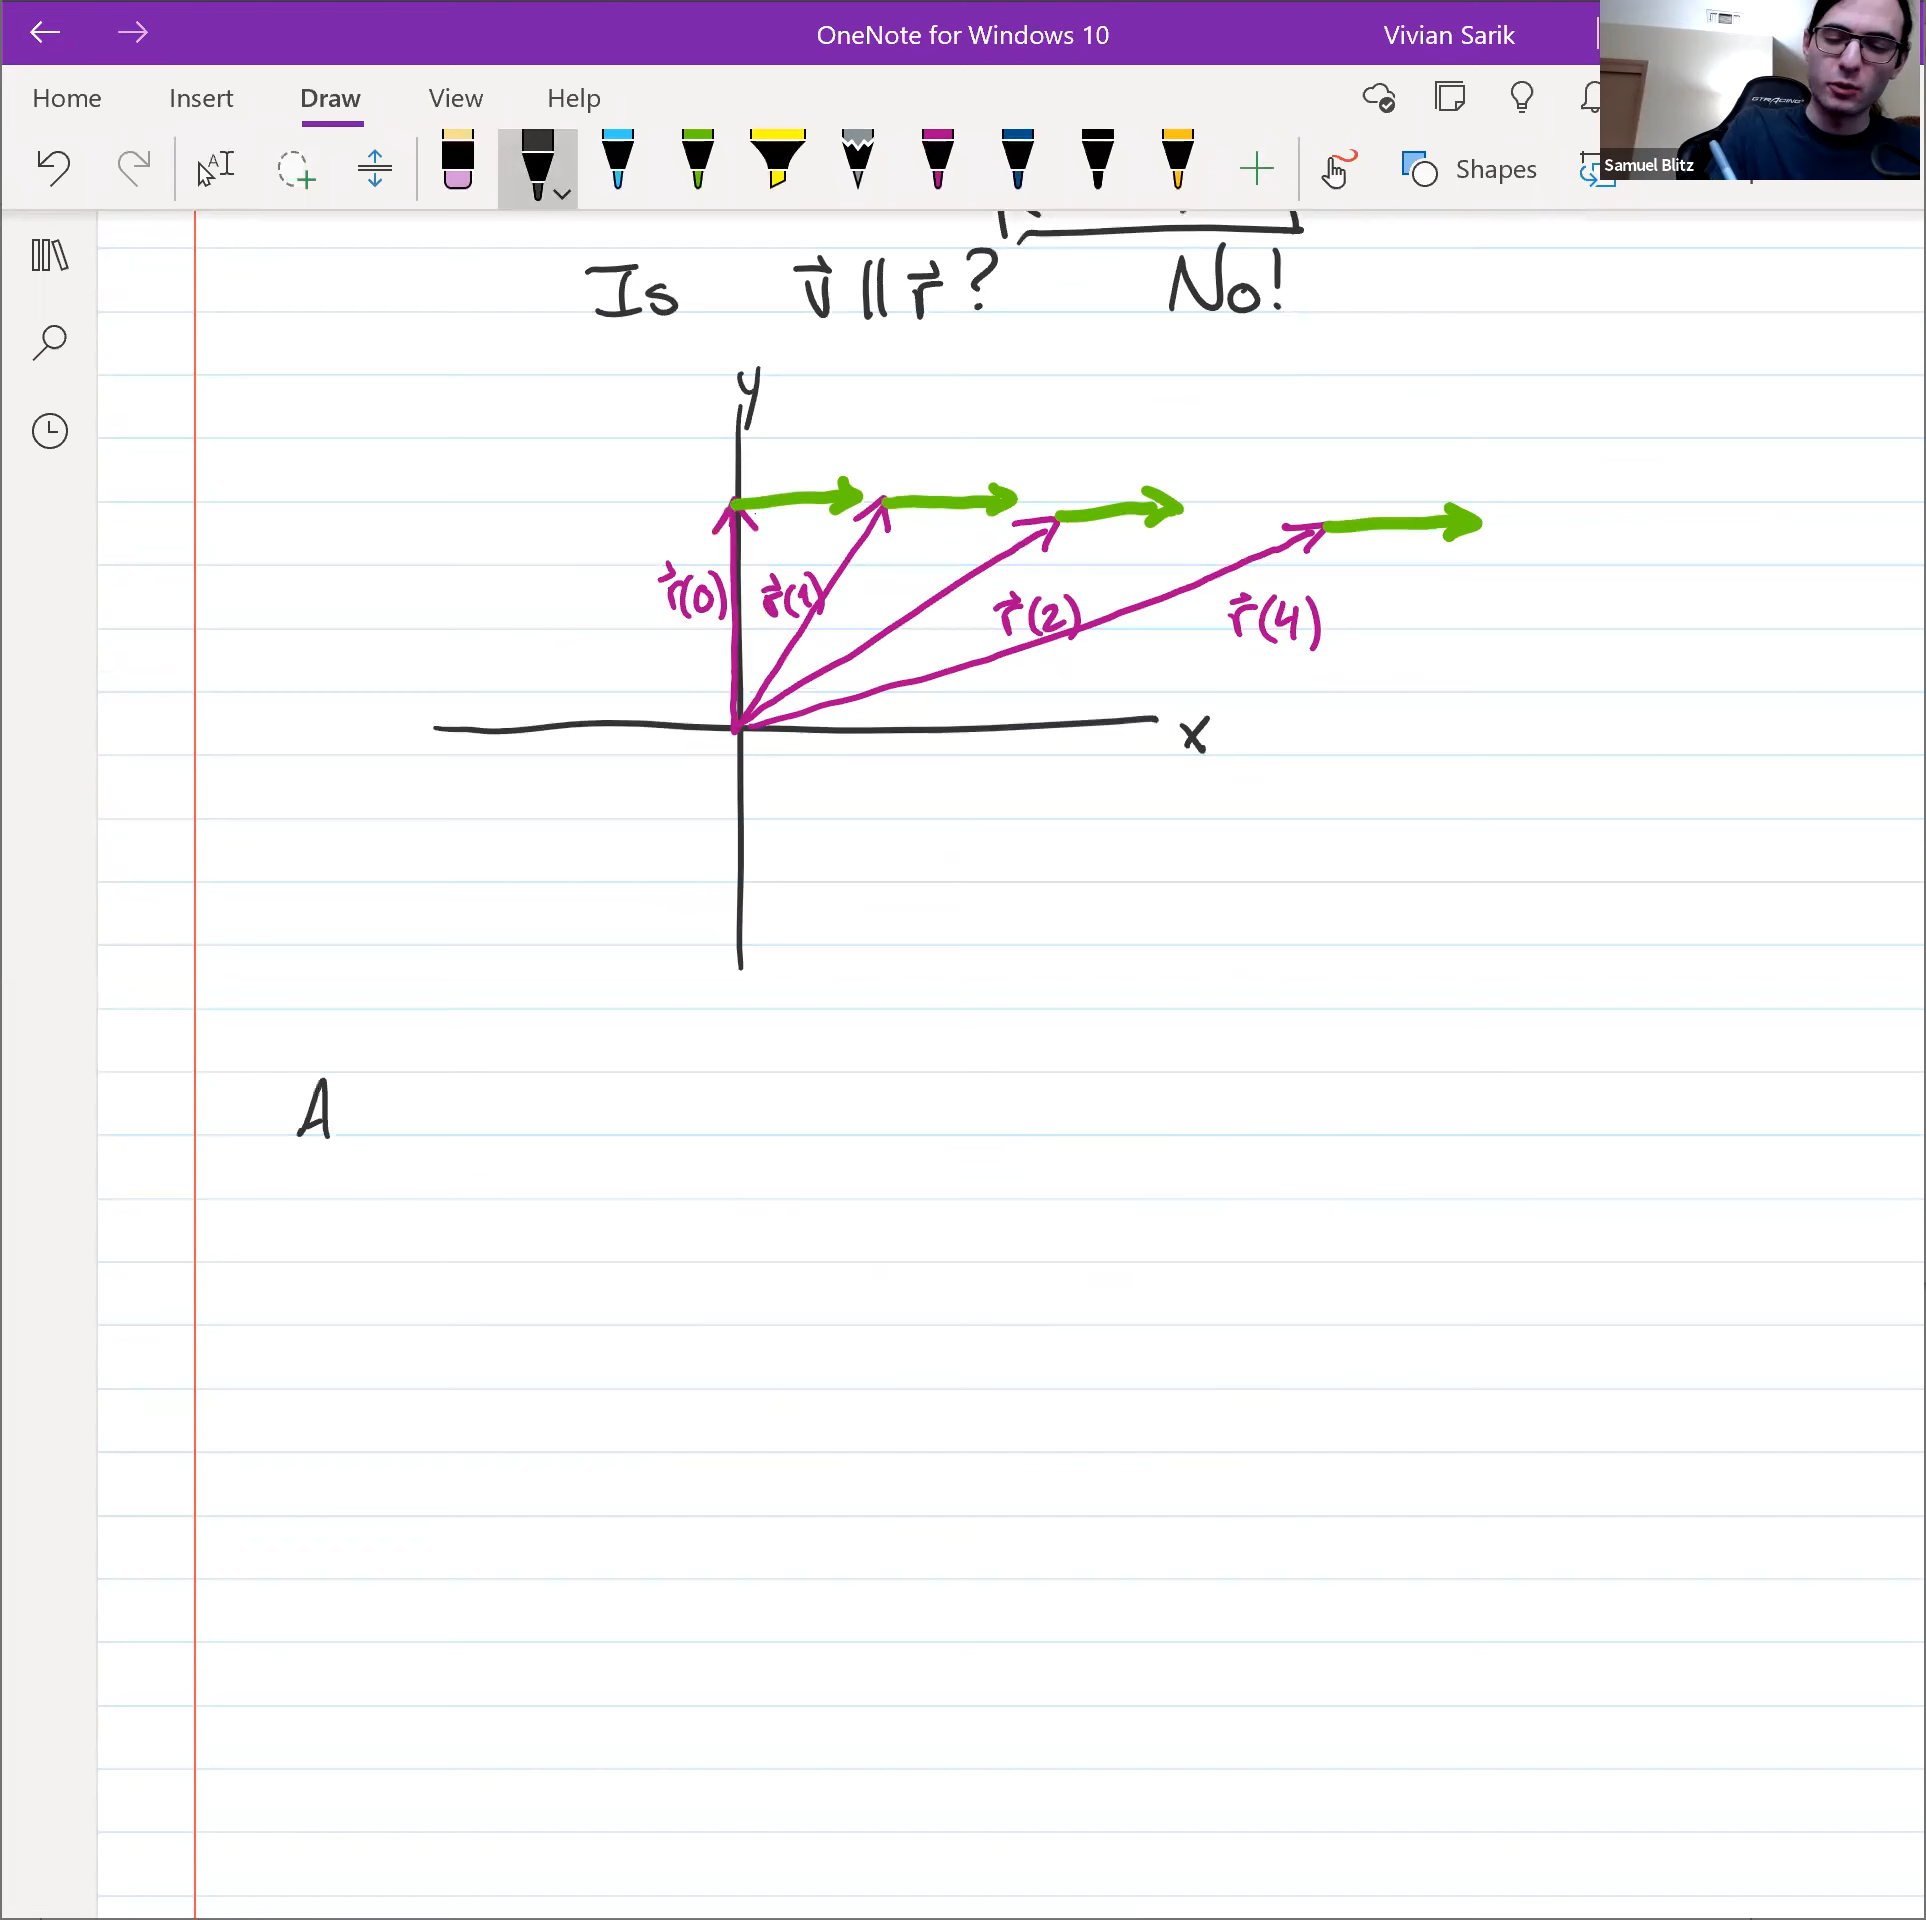 OneNote for Windows 10
Vivian Sarik
Home Insert Draw View Help
GTRACING
Shapes
Samuel Blitz
Is v⃗ || r⃗ ? No!
y
r⃗(0) r⃗(1) r⃗(2) r⃗(4)
x
A